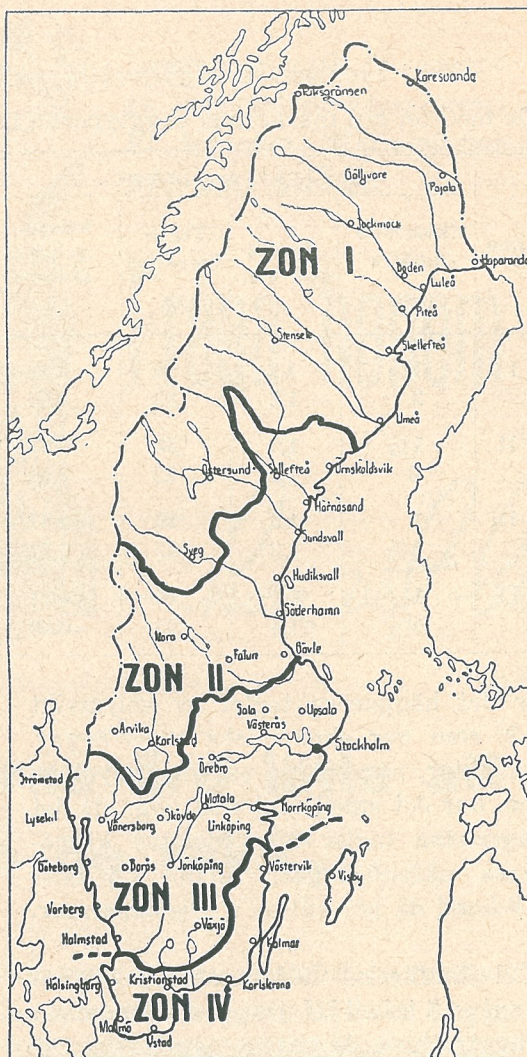 Karesuanda
Riksgränsen
Gällivare
Pajala
Jockmock
Haparanda
ZON I
Boden
Luleå
Piteå
Stensele
Skellefteå
Umeå
Östersund
Sollefteå
Örnsköldsvik
Härnösand
Sundsvall
Sveg
Hudiksvall
Söderhamn
Mora
Falun
Gävle
ZON II
Sala
Upsala
Arvika
Karlstad
Västerås
Stockholm
Örebro
Strömstad
Motala
Norrköping
Lysekil
Vänersborg
Skövde
Linköping
Göteborg
Borås
Jönköping
Västervik
Visby
ZON III
Varberg
Växjö
Halmstad
Kalmar
Hälsingborg
Kristianstad
Karlskrona
ZON IV
Malmö
Ystad